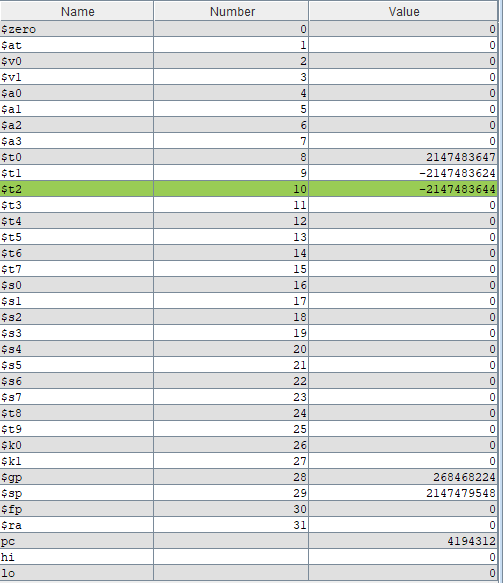 Name Number Value
$zero 0 0
$at 1 0
$v0 2 0
$v1 3 0
$a0 4 0
$a1 5 0
$a2 6 0
$a3 7 0
$t0 8 2147483647
$t1 9 -2147483624
$t2 10 -2147483644
$t3 11 0
$t4 12 0
$t5 13 0
$t6 14 0
$t7 15 0
$s0 16 0
$s1 17 0
$s2 18 0
$s3 19 0
$s4 20 0
$s5 21 0
$s6 22 0
$s7 23 0
$t8 24 0
$t9 25 0
$k0 26 0
$k1 27 0
$gp 28 268468224
$sp 29 2147479548
$fp 30 0
$ra 31 0
pc 4194312
hi 0
lo 0